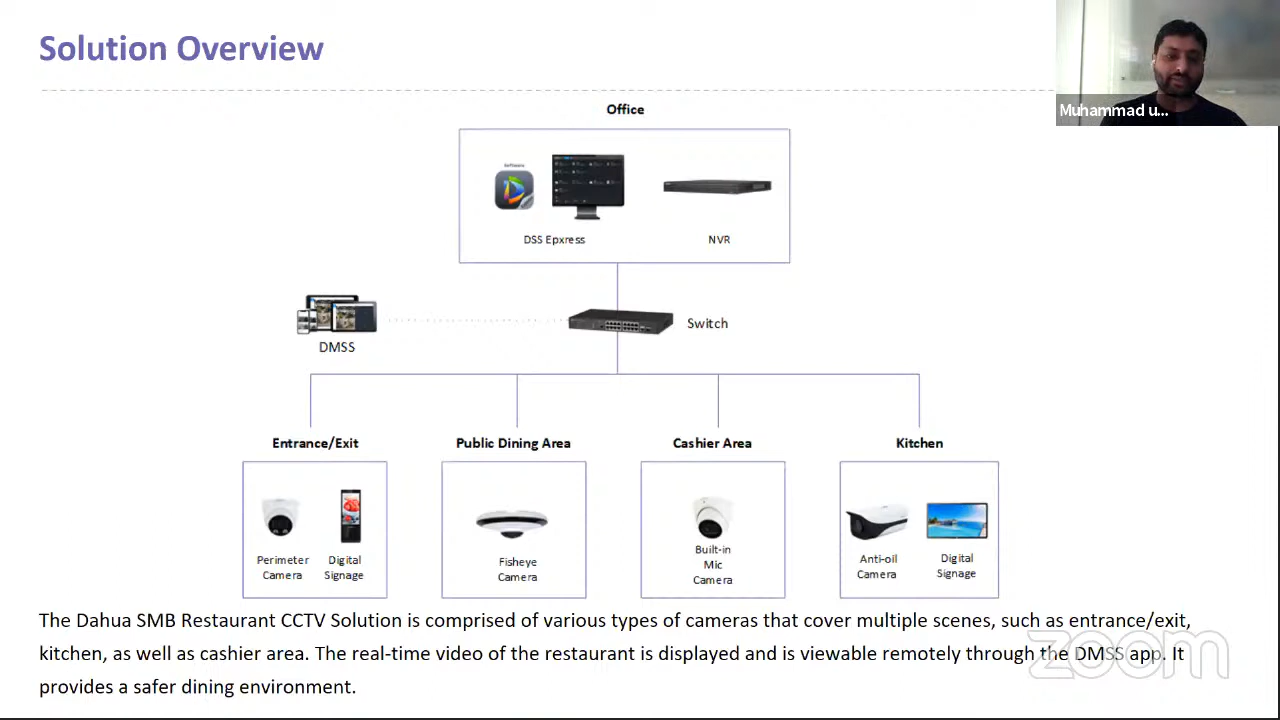 Solution Overview
Muhammad u...
Office
Software
DSS Epxress
NVR
DMSS
Switch
Entrance/Exit
Public Dining Area
Cashier Area
Kitchen
Perimeter
Camera
Digital
Signage
Fisheye
Camera
Built-in
Mic
Camera
Anti-oil
Camera
Digital
Signage
The Dahua SMB Restaurant CCTV Solution is comprised of various types of cameras that cover multiple scenes, such as entrance/exit,
kitchen, as well as cashier area. The real-time video of the restaurant is displayed and is viewable remotely through the DMSS app. It
provides a safer dining environment.
zoom